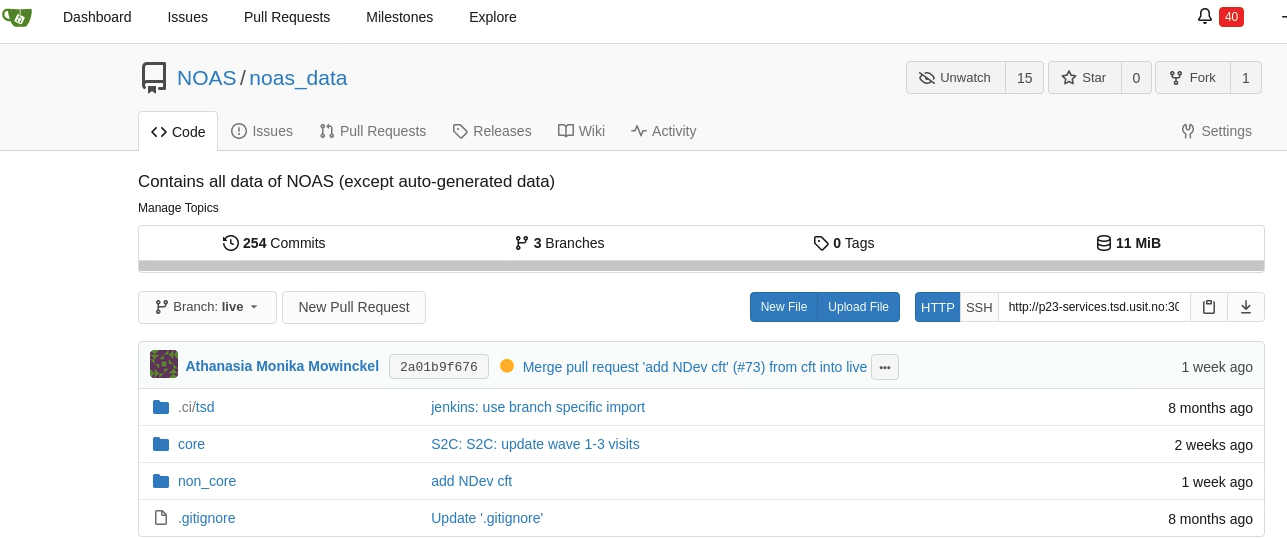 Dashboard Issues Pull Requests Milestones Explore 40
NOAS / noas_data Unwatch 15 Star 0 Fork 1
Code Issues Pull Requests Releases Wiki Activity Settings
Contains all data of NOAS (except auto-generated data)
Manage Topics
254 Commits 3 Branches 0 Tags 11 MiB
Branch: live New Pull Request New File Upload File HTTP SSH http://p23-services.tsd.usit.no:30
Athanasia Monika Mowinckel 2a01b9f676 Merge pull request 'add NDev cft' (#73) from cft into live ... 1 week ago
.ci/tsd jenkins: use branch specific import 8 months ago
core S2C: S2C: update wave 1-3 visits 2 weeks ago
non_core add NDev cft 1 week ago
.gitignore Update '.gitignore' 8 months ago